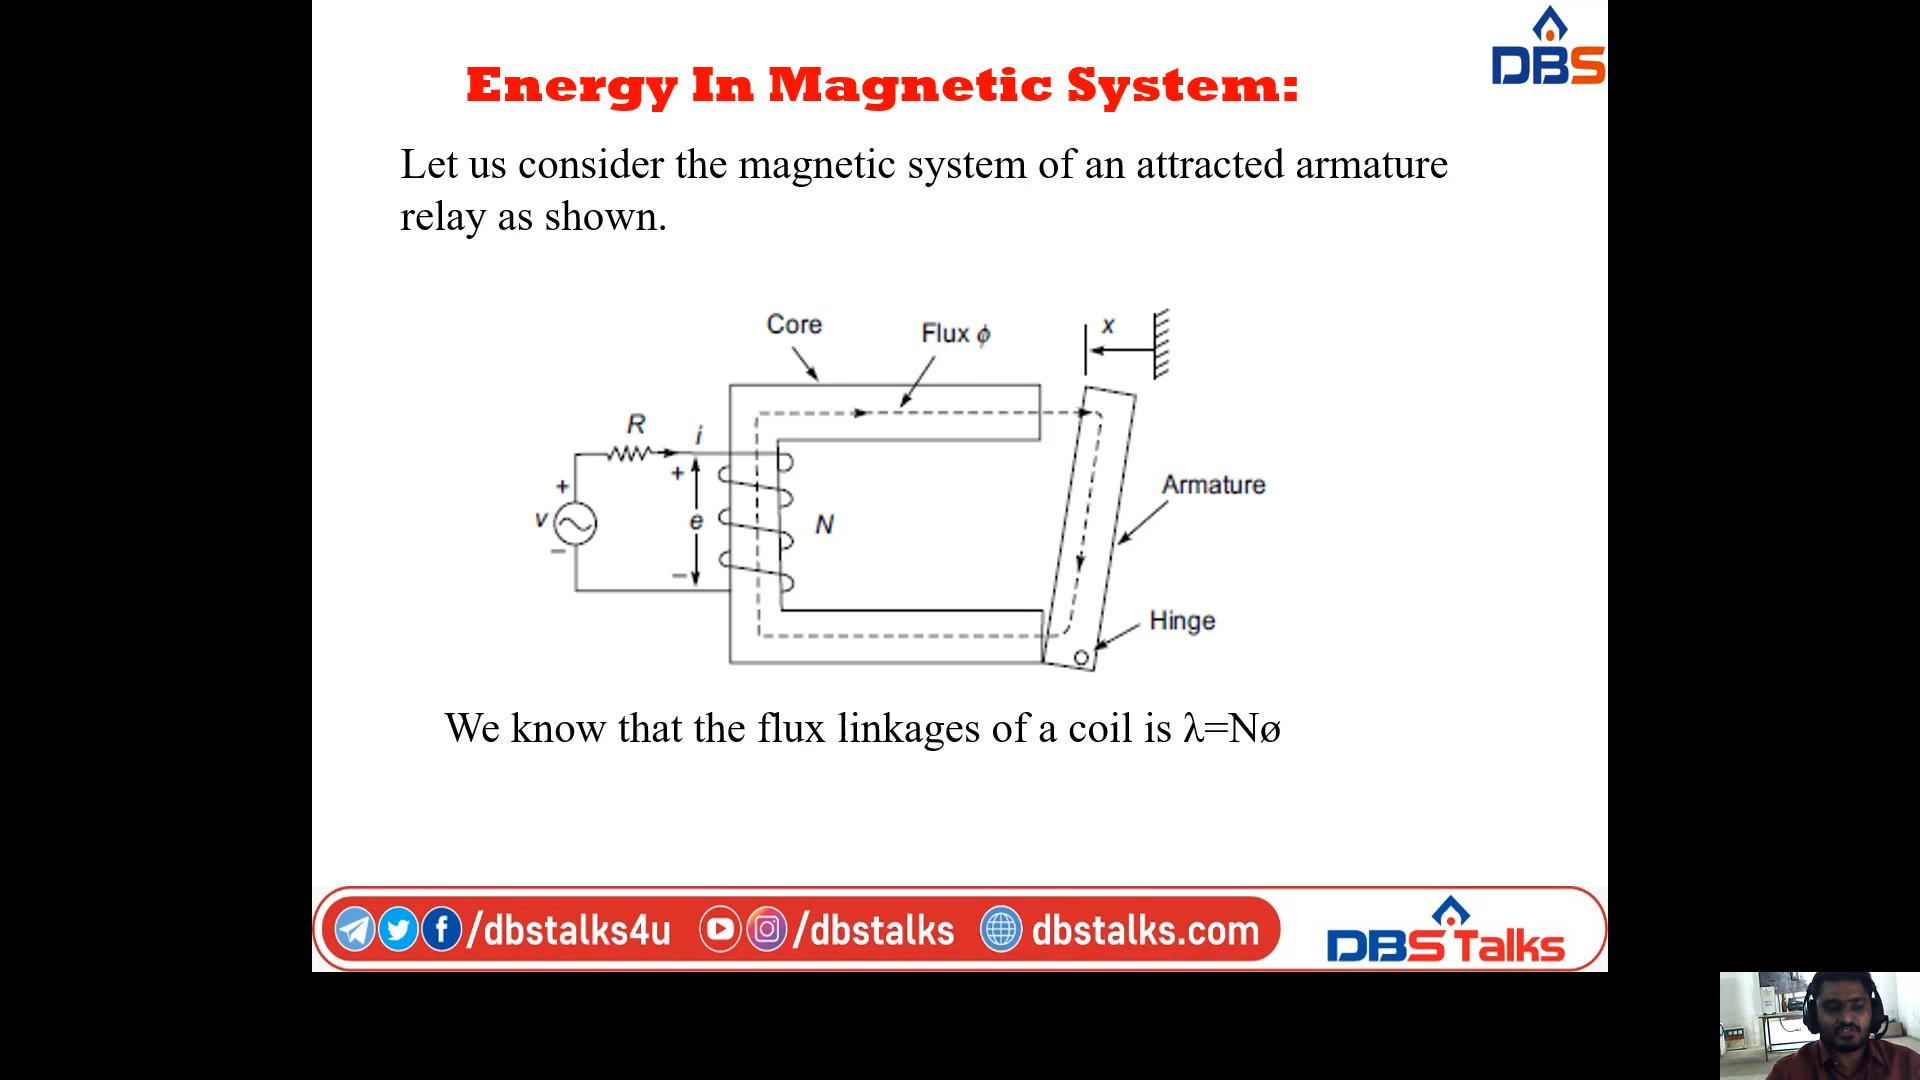 DBS
Energy In Magnetic System:
Let us consider the magnetic system of an attracted armature
relay as shown.
Core
Flux ϕ
x
R
i
+
+
v
e
N
−
−
Armature
Hinge
We know that the flux linkages of a coil is λ=Nø
/dbstalks4u /dbstalks dbstalks.com
DBS Talks